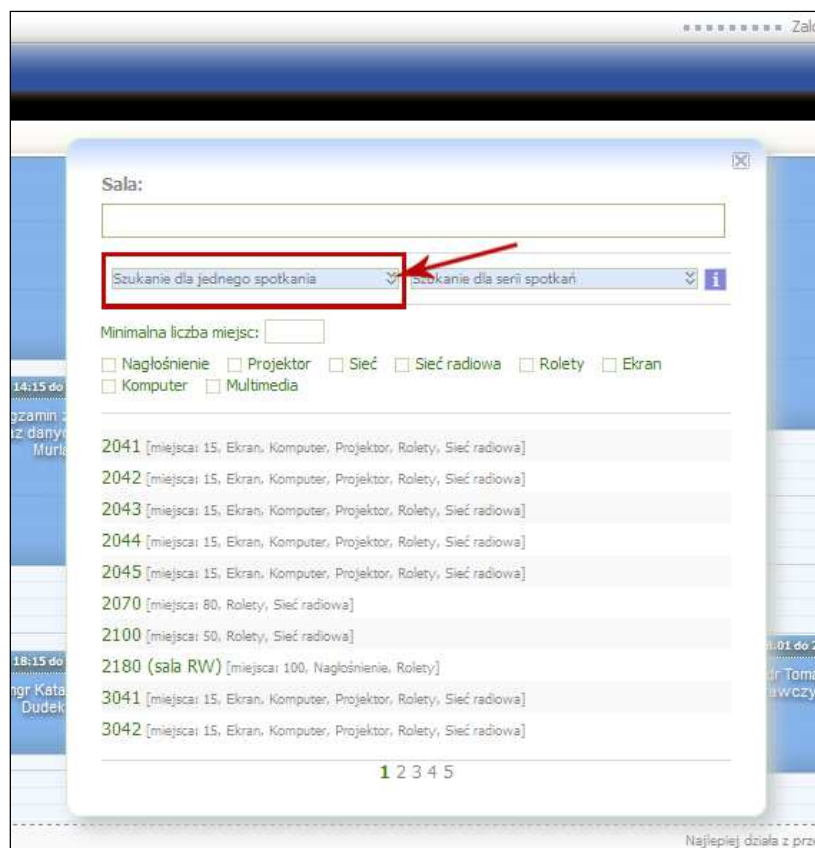 Sala:
Szukanie dla jednego spotkania Szukanie dla serii spotkań i
Minimalna liczba miejsc:
Nagłośnienie Projektor Sieć Sieć radiowa Rolety Ekran
Komputer Multimedia
14:15 do
2041 [miejsca: 15, Ekran, Komputer, Projektor, Rolety, Sieć radiowa]
2042 [miejsca: 15, Ekran, Komputer, Projektor, Rolety, Sieć radiowa]
2043 [miejsca: 15, Ekran, Komputer, Projektor, Rolety, Sieć radiowa]
2044 [miejsca: 15, Ekran, Komputer, Projektor, Rolety, Sieć radiowa]
2045 [miejsca: 15, Ekran, Komputer, Projektor, Rolety, Sieć radiowa]
2070 [miejsca: 80, Rolety, Sieć radiowa]
2100 [miejsca: 50, Rolety, Sieć radiowa]
2180 (sala RW) [miejsca: 100, Nagłośnienie, Rolety]
3041 [miejsca: 15, Ekran, Komputer, Projektor, Rolety, Sieć radiowa]
3042 [miejsca: 15, Ekran, Komputer, Projektor, Rolety, Sieć radiowa]
18:15 do
mgr Kata
Dudek
dr Toma
1 2 3 4 5
Najlepiej działa z prze